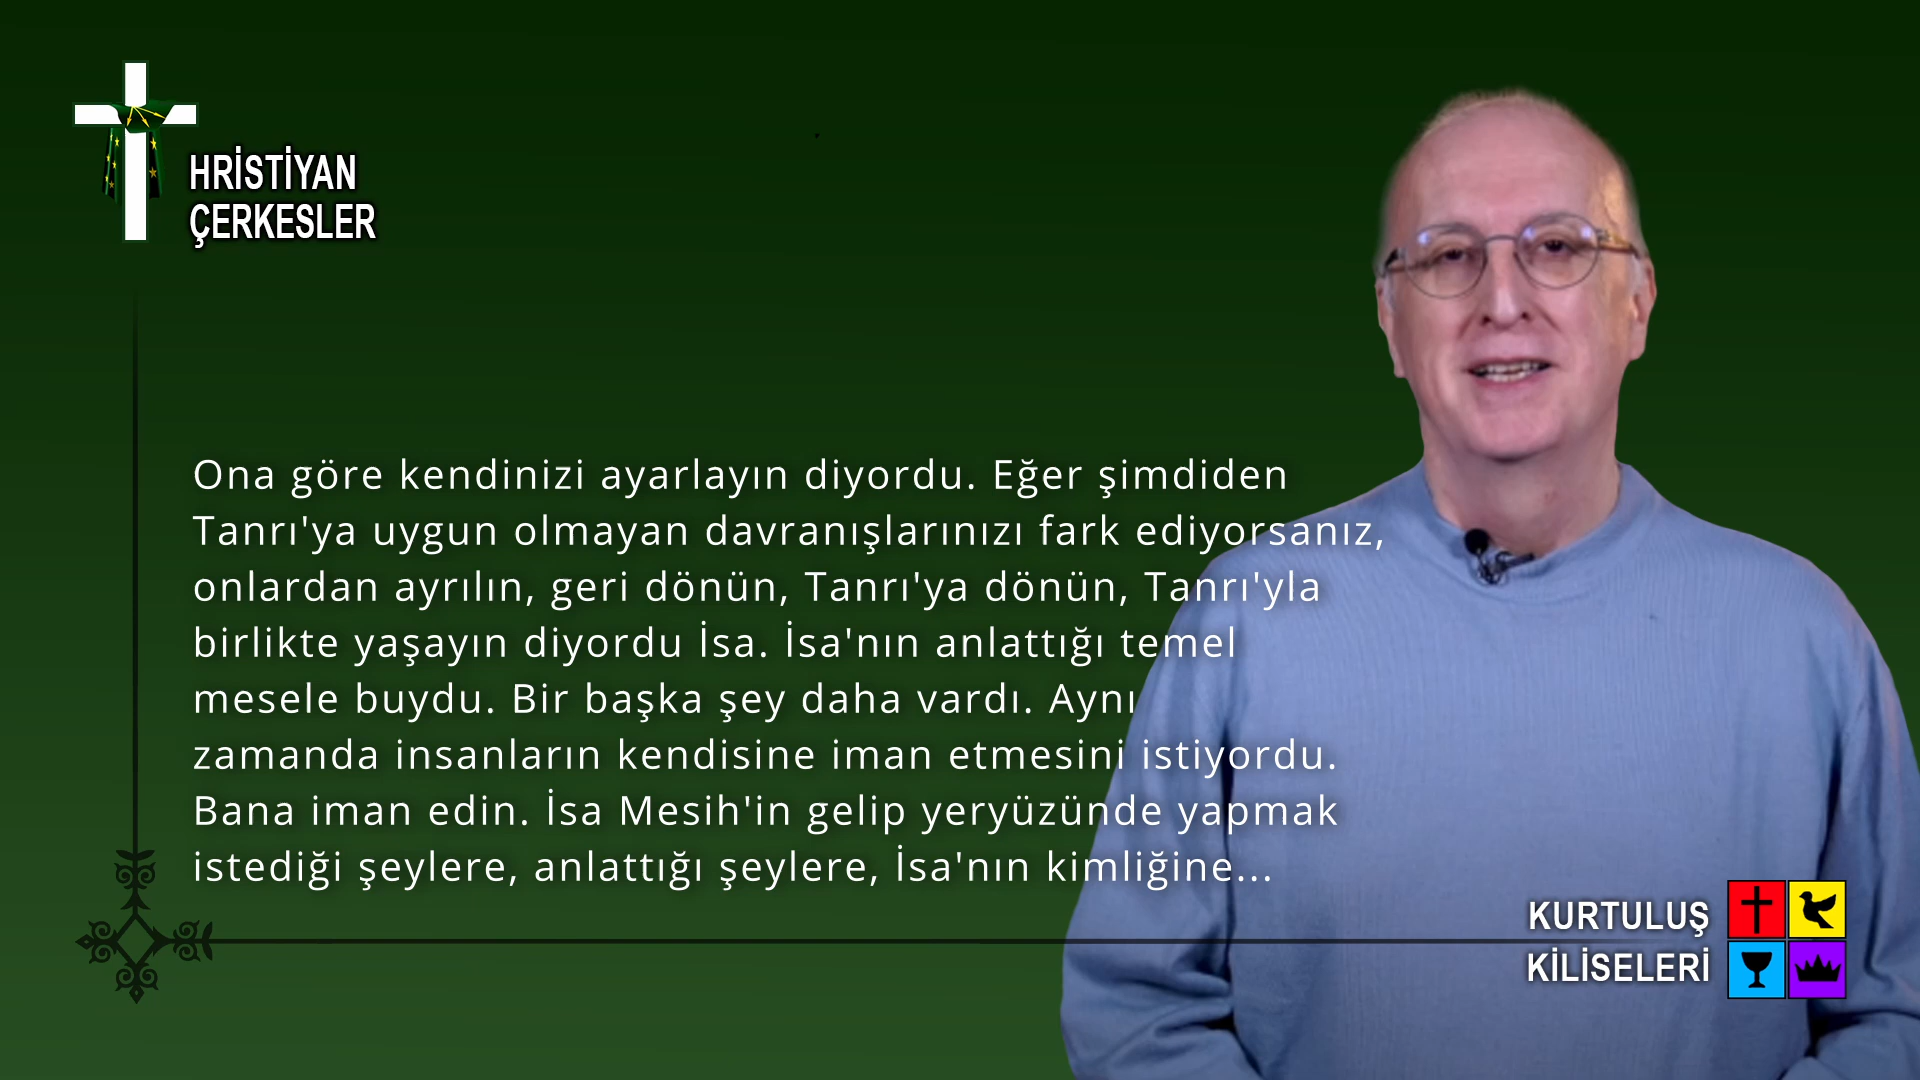 HRİSTİYAN
ÇERKESLER
Ona göre kendinizi ayarlayın diyordu. Eğer şimdiden
Tanrı'ya uygun olmayan davranışlarınızı fark ediyorsanız,
onlardan ayrılın, geri dönün, Tanrı'ya dönün, Tanrı'yla
birlikte yaşayın diyordu İsa. İsa'nın anlattığı temel
mesele buydu. Bir başka şey daha vardı. Aynı
zamanda insanların kendisine iman etmesini istiyordu.
Bana iman edin. İsa Mesih'in gelip yeryüzünde yapmak
istediği şeylere, anlattığı şeylere, İsa'nın kimliğine...
KURTULUŞ
KİLİSELERİ